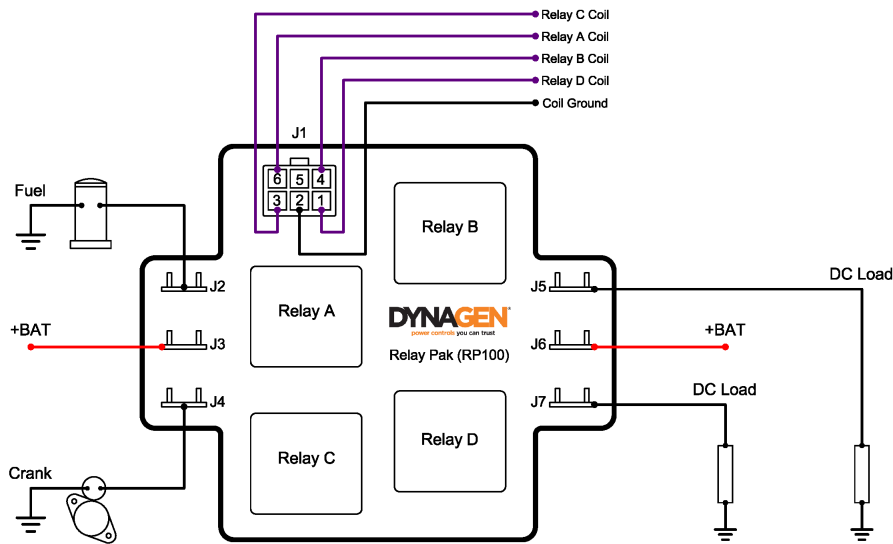 Relay C Coil
Relay A Coil
Relay B Coil
Relay D Coil
Coil Ground
J1
6 5 4
3 2 1
Fuel
Relay B
J2
J5
DC Load
Relay A
DYNAGEN®
power controls you can trust
+BAT
J3
Relay Pak (RP100)
J6
+BAT
J4
J7
DC Load
Relay D
Relay C
Crank